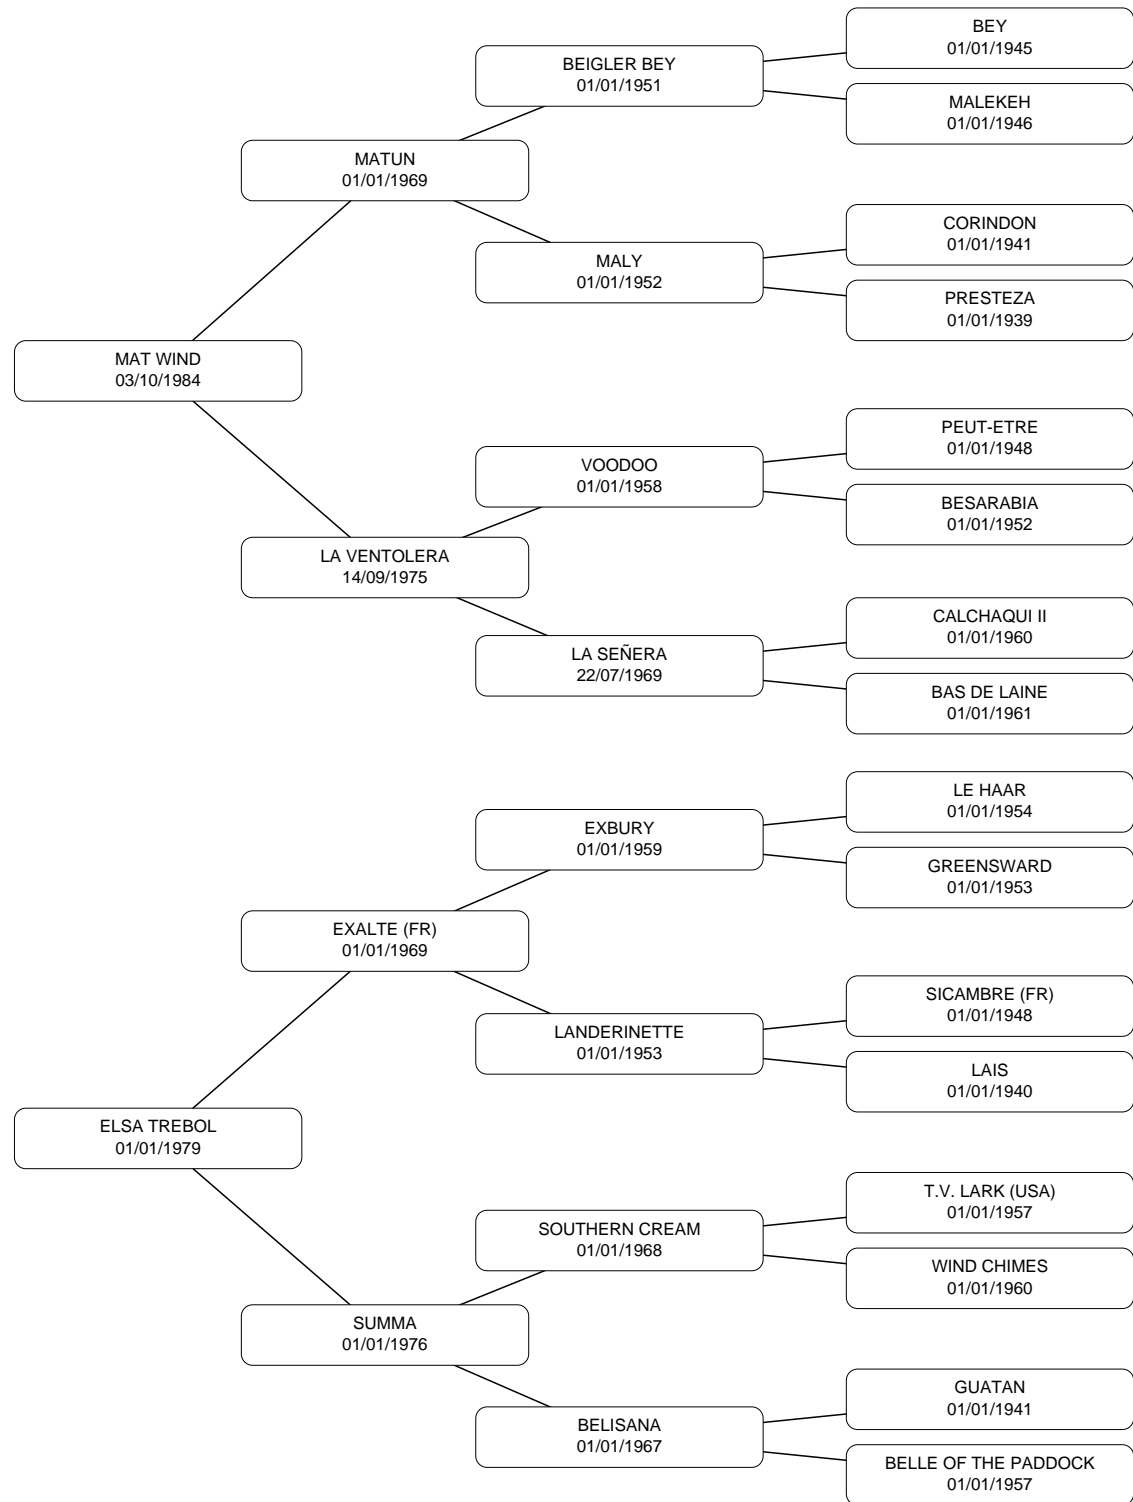 BEY
01/01/1945
BEIGLER BEY
01/01/1951
MALEKEH
01/01/1946
MATUN
01/01/1969
CORINDON
01/01/1941
MALY
01/01/1952
PRESTEZA
01/01/1939
MAT WIND
03/10/1984
PEUT-ETRE
01/01/1948
VOODOO
01/01/1958
BESARABIA
01/01/1952
LA VENTOLERA
14/09/1975
CALCHAQUI II
01/01/1960
LA SEÑERA
22/07/1969
BAS DE LAINE
01/01/1961
LE HAAR
01/01/1954
EXBURY
01/01/1959
GREENSWARD
01/01/1953
EXALTE (FR)
01/01/1969
SICAMBRE (FR)
01/01/1948
LANDERINETTE
01/01/1953
LAIS
01/01/1940
ELSA TREBOL
01/01/1979
T.V. LARK (USA)
01/01/1957
SOUTHERN CREAM
01/01/1968
WIND CHIMES
01/01/1960
SUMMA
01/01/1976
GUATAN
01/01/1941
BELISANA
01/01/1967
BELLE OF THE PADDOCK
01/01/1957